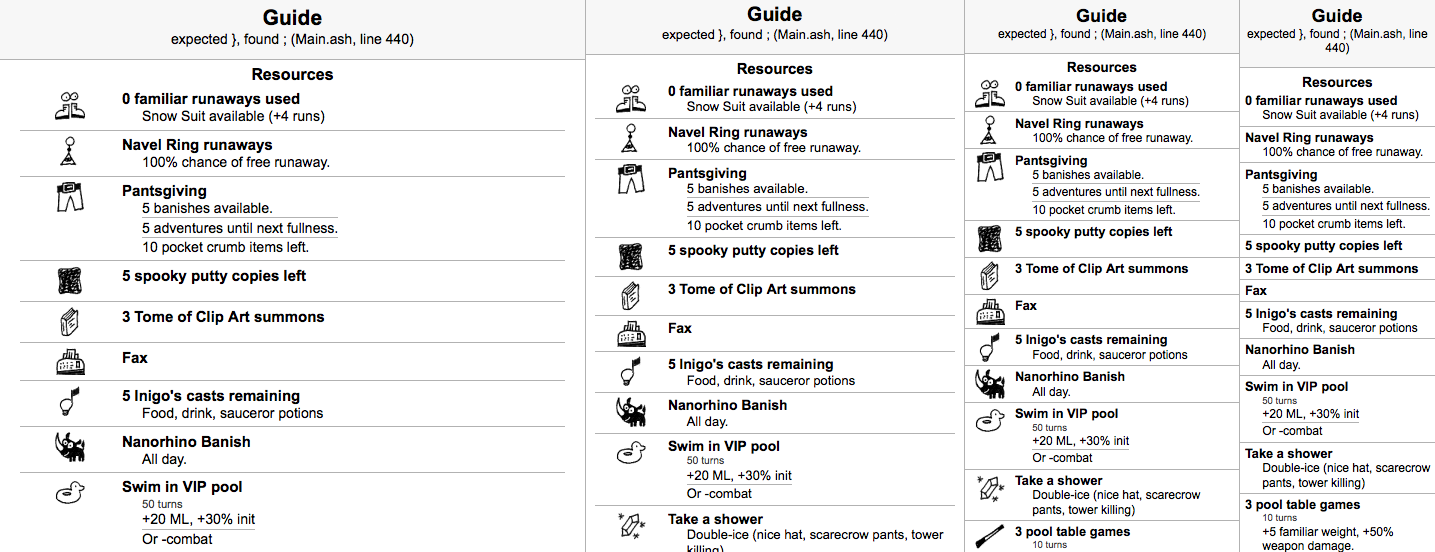 Guide
expected }, found ; (Main.ash, line 440)
Resources
0 familiar runaways used
Snow Suit available (+4 runs)
Navel Ring runaways
100% chance of free runaway.
Pantsgiving
5 banishes available.
5 adventures until next fullness.
10 pocket crumb items left.
5 spooky putty copies left
3 Tome of Clip Art summons
Fax
5 Inigo's casts remaining
Food, drink, sauceror potions
Nanorhino Banish
All day.
Swim in VIP pool
50 turns
+20 ML, +30% init
Or -combat
Guide
expected }, found ; (Main.ash, line 440)
Resources
0 familiar runaways used
Snow Suit available (+4 runs)
Navel Ring runaways
100% chance of free runaway.
Pantsgiving
5 banishes available.
5 adventures until next fullness.
10 pocket crumb items left.
5 spooky putty copies left
3 Tome of Clip Art summons
Fax
5 Inigo's casts remaining
Food, drink, sauceror potions
Nanorhino Banish
All day.
Swim in VIP pool
50 turns
+20 ML, +30% init
Or -combat
Take a shower
Double-ice (nice hat, scarecrow pants, tower
killing)
Guide
expected }, found ; (Main.ash, line 440)
Resources
0 familiar runaways used
Snow Suit available (+4 runs)
Navel Ring runaways
100% chance of free runaway.
Pantsgiving
5 banishes available.
5 adventures until next fullness.
10 pocket crumb items left.
5 spooky putty copies left
3 Tome of Clip Art summons
Fax
5 Inigo's casts remaining
Food, drink, sauceror potions
Nanorhino Banish
All day.
Swim in VIP pool
50 turns
+20 ML, +30% init
Or -combat
Take a shower
Double-ice (nice hat, scarecrow
pants, tower killing)
3 pool table games
10 turns
Guide
expected }, found ; (Main.ash, line
440)
Resources
0 familiar runaways used
Snow Suit available (+4 runs)
Navel Ring runaways
100% chance of free runaway.
Pantsgiving
5 banishes available.
5 adventures until next fullness.
10 pocket crumb items left.
5 spooky putty copies left
3 Tome of Clip Art summons
Fax
5 Inigo's casts remaining
Food, drink, sauceror potions
Nanorhino Banish
All day.
Swim in VIP pool
50 turns
+20 ML, +30% init
Or -combat
Take a shower
Double-ice (nice hat, scarecrow
pants, tower killing)
3 pool table games
10 turns
+5 familiar weight, +50%
weapon damage.